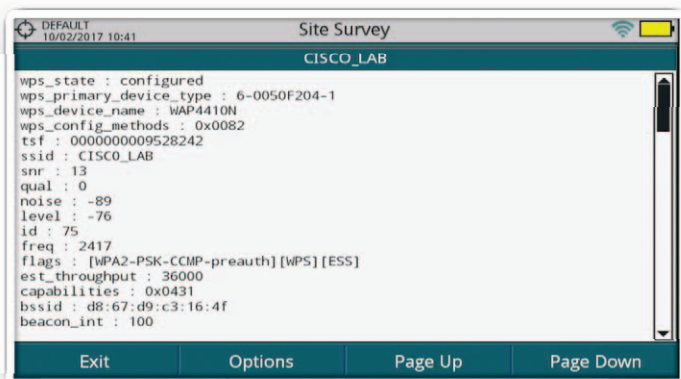 DEFAULT
10/02/2017 10:41
Site Survey
CISCO_LAB
wps_state : configured
wps_primary_device_type : 6-0050F204-1
wps_device_name : WAP4410N
wps_config_methods : 0x0082
tsf : 0000000009528242
ssid : CISCO_LAB
snr : 13
qual : 0
noise : -89
level : -76
id : 75
freq : 2417
flags : [WPA2-PSK-CCMP-preauth][WPS][ESS]
est_throughput : 36000
capabilities : 0x0431
bssid : d8:67:d9:c3:16:4f
beacon_int : 100
Exit
Options
Page Up
Page Down